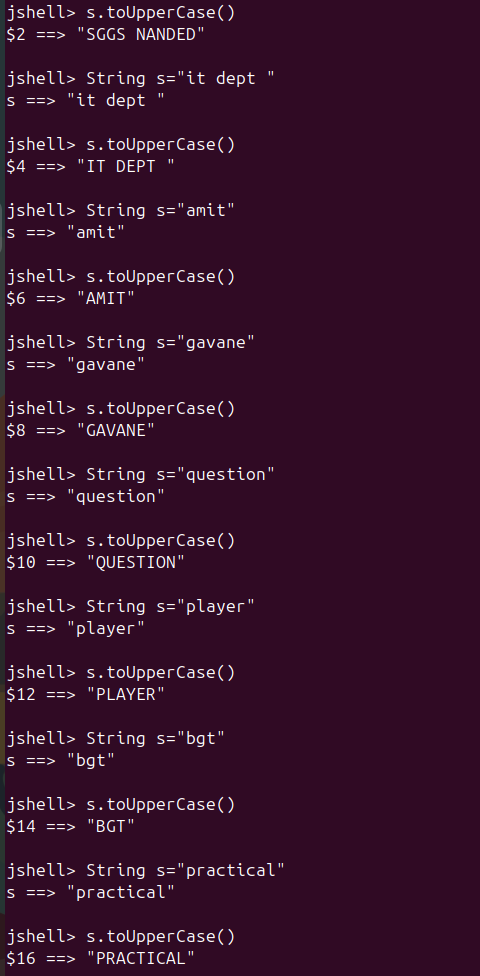 jshell> s.toUpperCase()
$2 ==> "SGGS NANDED"
jshell> String s="it dept "
s ==> "it dept "
jshell> s.toUpperCase()
$4 ==> "IT DEPT "
jshell> String s="amit"
s ==> "amit"
jshell> s.toUpperCase()
$6 ==> "AMIT"
jshell> String s="gavane"
s ==> "gavane"
jshell> s.toUpperCase()
$8 ==> "GAVANE"
jshell> String s="question"
s ==> "question"
jshell> s.toUpperCase()
$10 ==> "QUESTION"
jshell> String s="player"
s ==> "player"
jshell> s.toUpperCase()
$12 ==> "PLAYER"
jshell> String s="bgt"
s ==> "bgt"
jshell> s.toUpperCase()
$14 ==> "BGT"
jshell> String s="practical"
s ==> "practical"
jshell> s.toUpperCase()
$16 ==> "PRACTICAL"